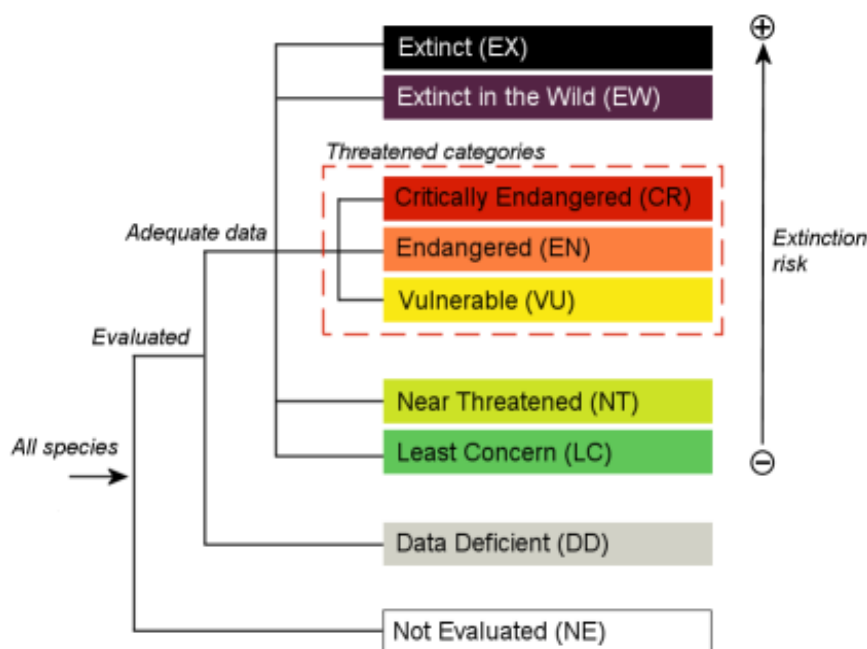 Extinct (EX)
Extinct in the Wild (EW)
Threatened categories
Critically Endangered (CR)
Adequate data
Endangered (EN)
Extinction
risk
Vulnerable (VU)
Evaluated
Near Threatened (NT)
All species
Least Concern (LC)
Data Deficient (DD)
Not Evaluated (NE)